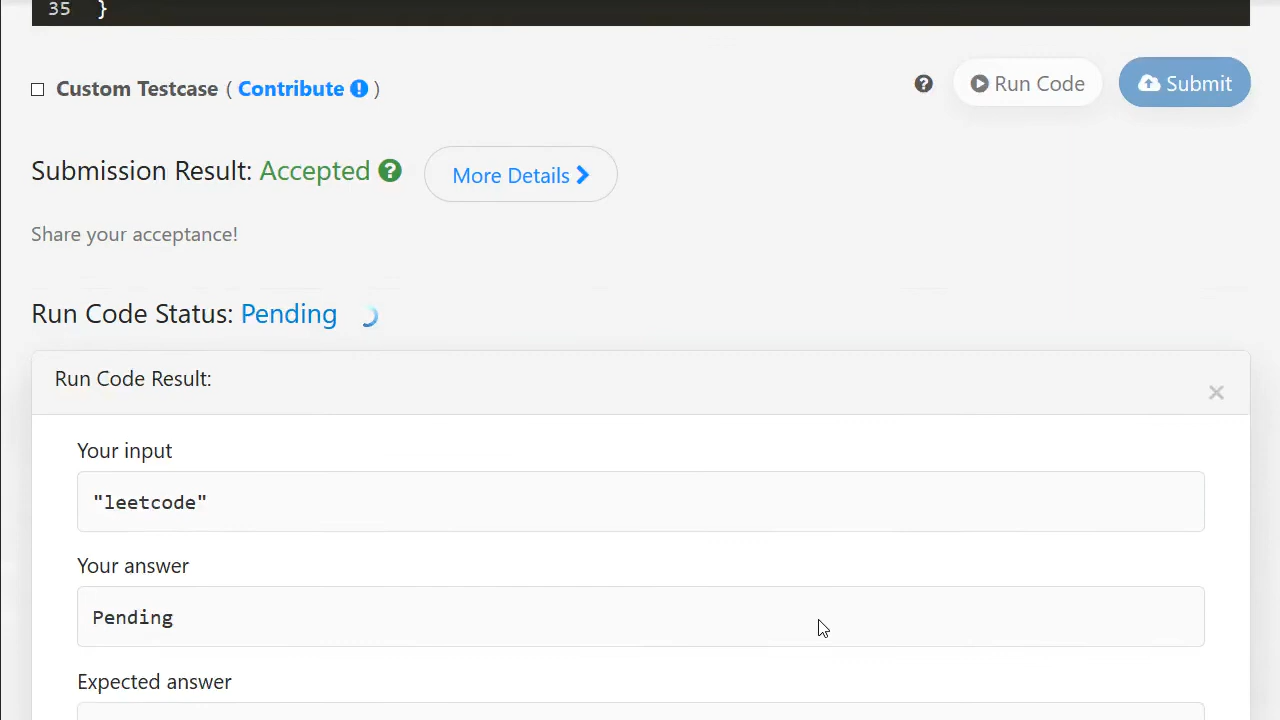 35 }
Custom Testcase ( Contribute )
Run Code
Submit
Submission Result: Accepted
More Details
Share your acceptance!
Run Code Status: Pending
Run Code Result:
×
Your input
"leetcode"
Your answer
Pending
Expected answer